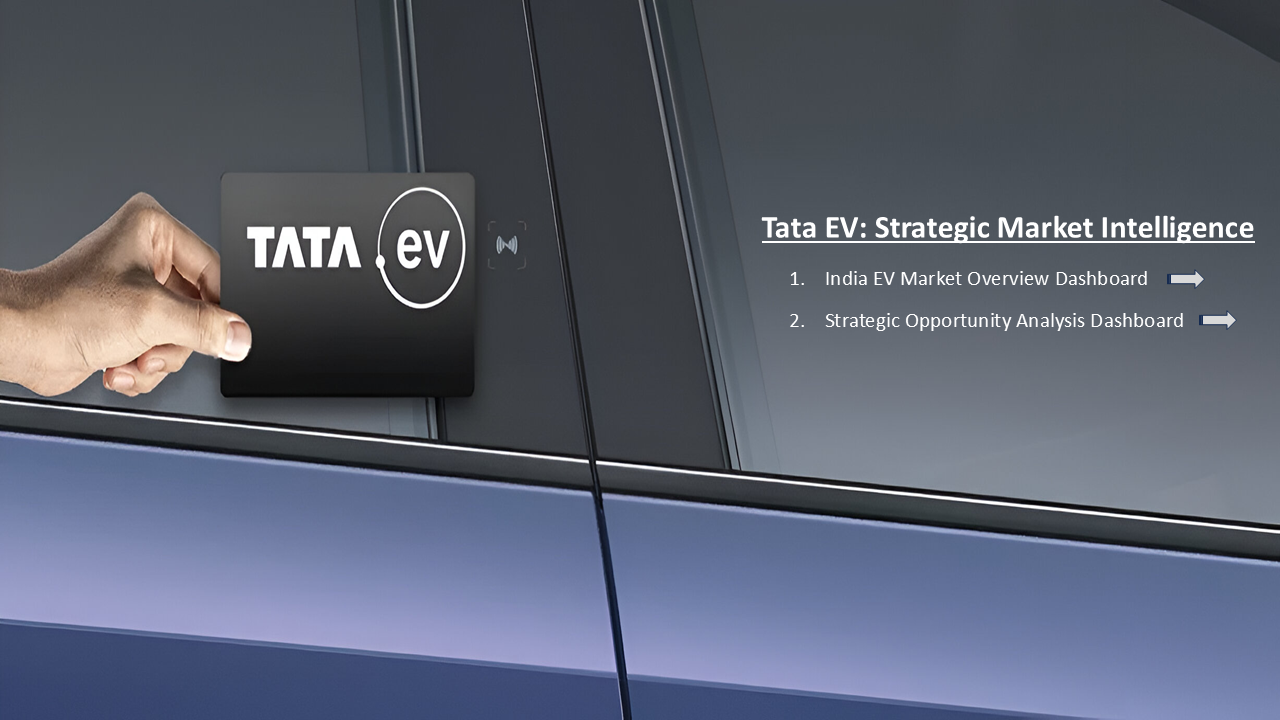 TATA .ev
Tata EV: Strategic Market Intelligence
1. India EV Market Overview Dashboard
2. Strategic Opportunity Analysis Dashboard